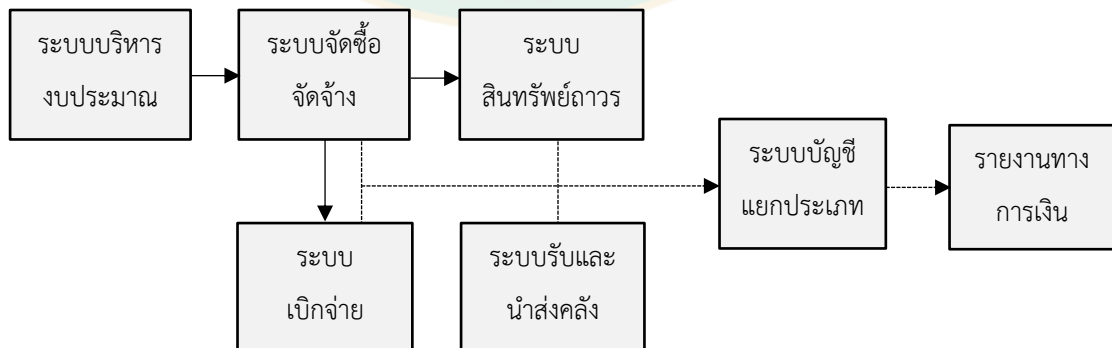 ระบบบริหาร
งบประมาณ
ระบบจัดซื้อ
จัดจ้าง
ระบบ
สินทรัพย์ถาวร
ระบบบัญชี
แยกประเภท
รายงานทาง
การเงิน
ระบบ
เบิกจ่าย
ระบบรับและ
นำส่งคลัง